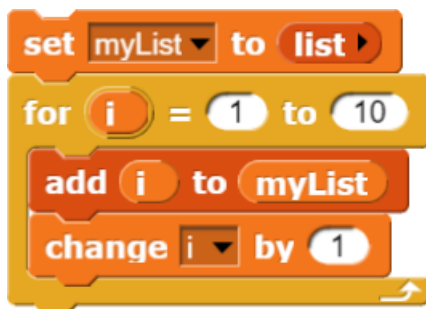 set myList to list
for i = 1 to 10
add i to myList
change i by 1